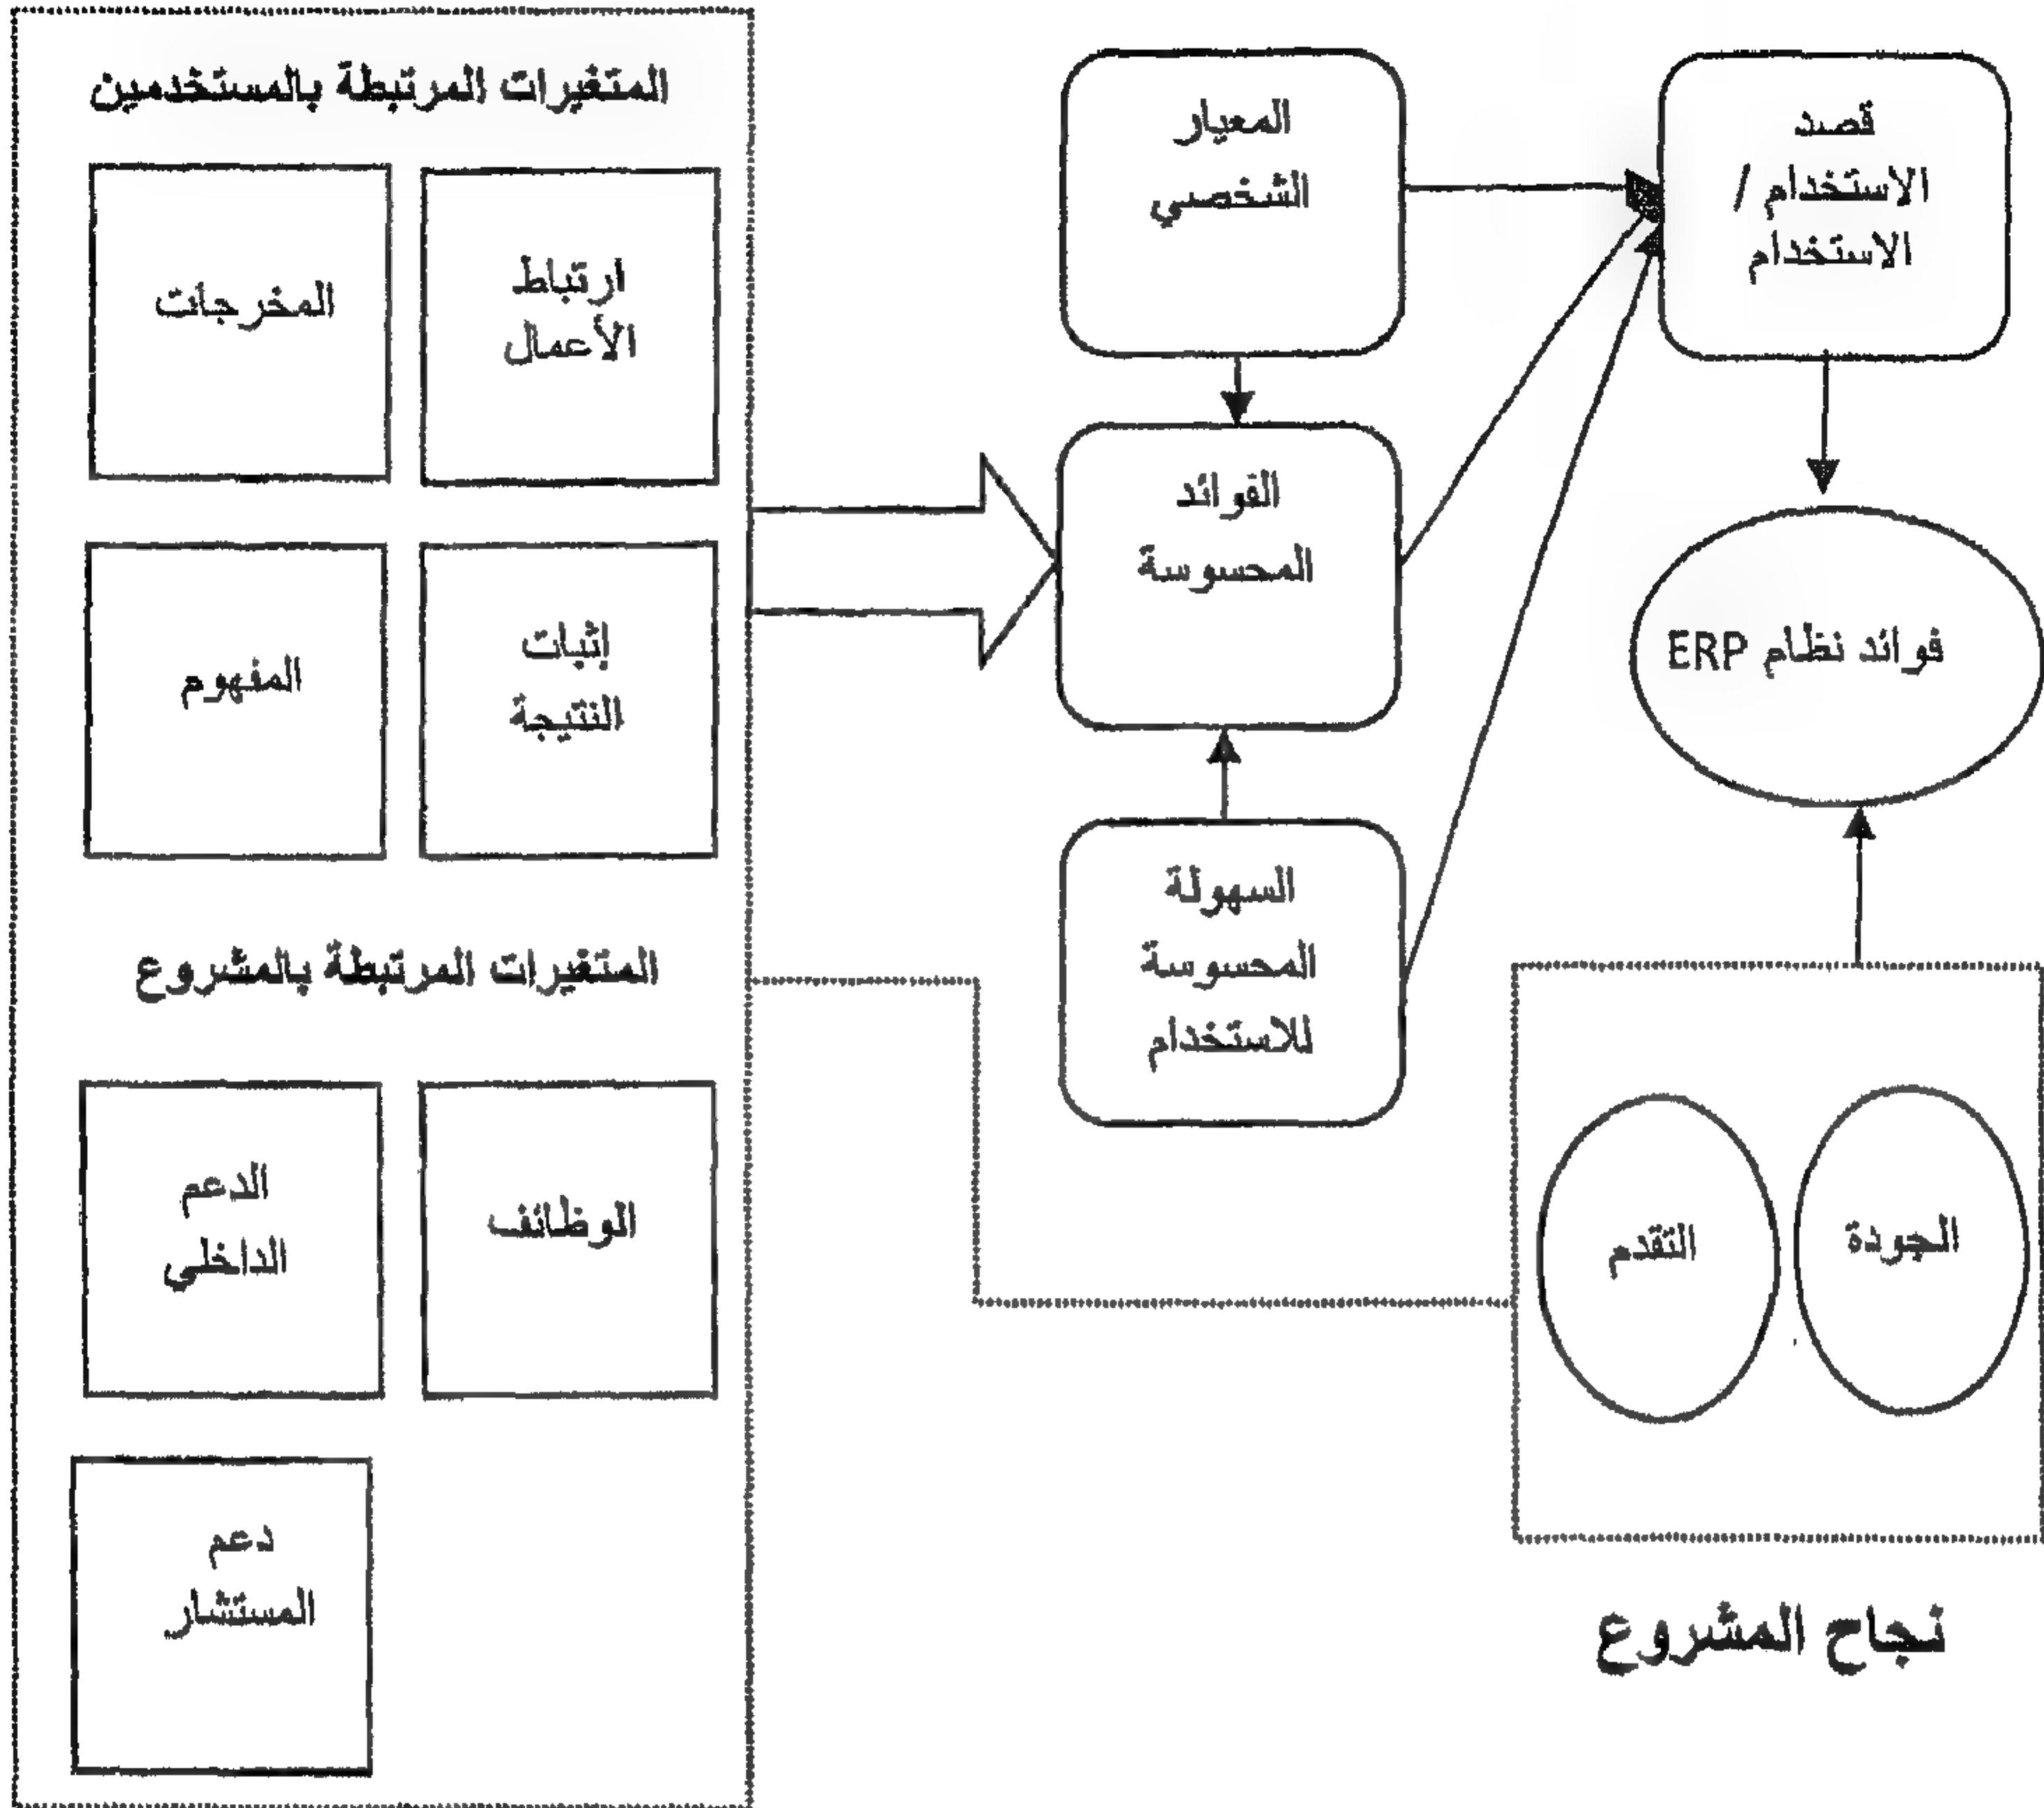 المتغيرات المرتبطة بالمستخدمين
ارتباط
الأعمال
المخرجات
إثبات
النتيجة
المفهوم
المتغيرات المرتبطة بالمشروع
الوظائف
الدعم
الداخلي
دعم
المستشار
المعيار
الشخصي
الفوائد
المحسوسة
السهولة
المحسوسة
للاستخدام
قصد
الاستخدام /
الاستخدام
فوائد نظام ERP
الجودة
التقدم
نجاح المشروع